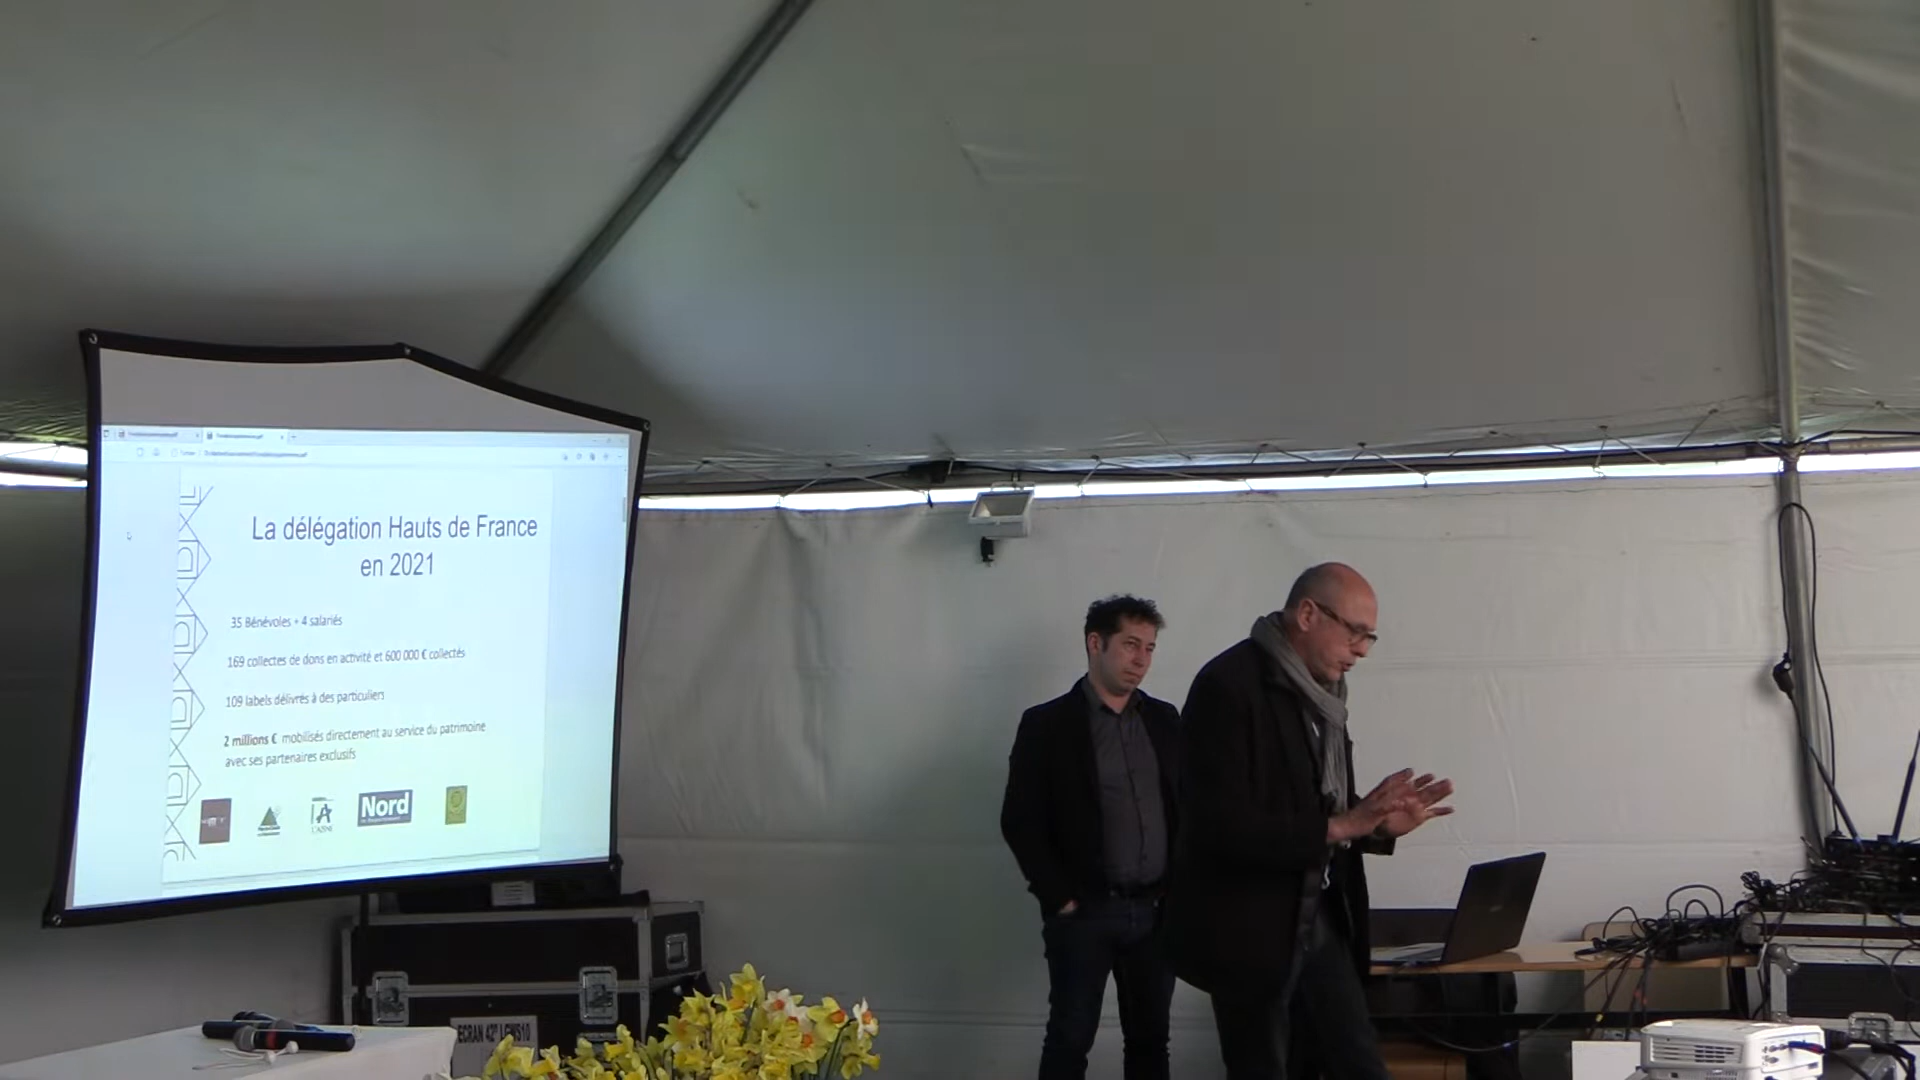 La délégation Hauts de France
en 2021
35 Bénévoles + 4 salariés
169 collectes de dons en activité et 600 000 € collectés
109 labels délivrés à des particuliers
2 millions € mobilisés directement au service du patrimoine
avec ses partenaires exclusifs
Nord
ECRAN 42"